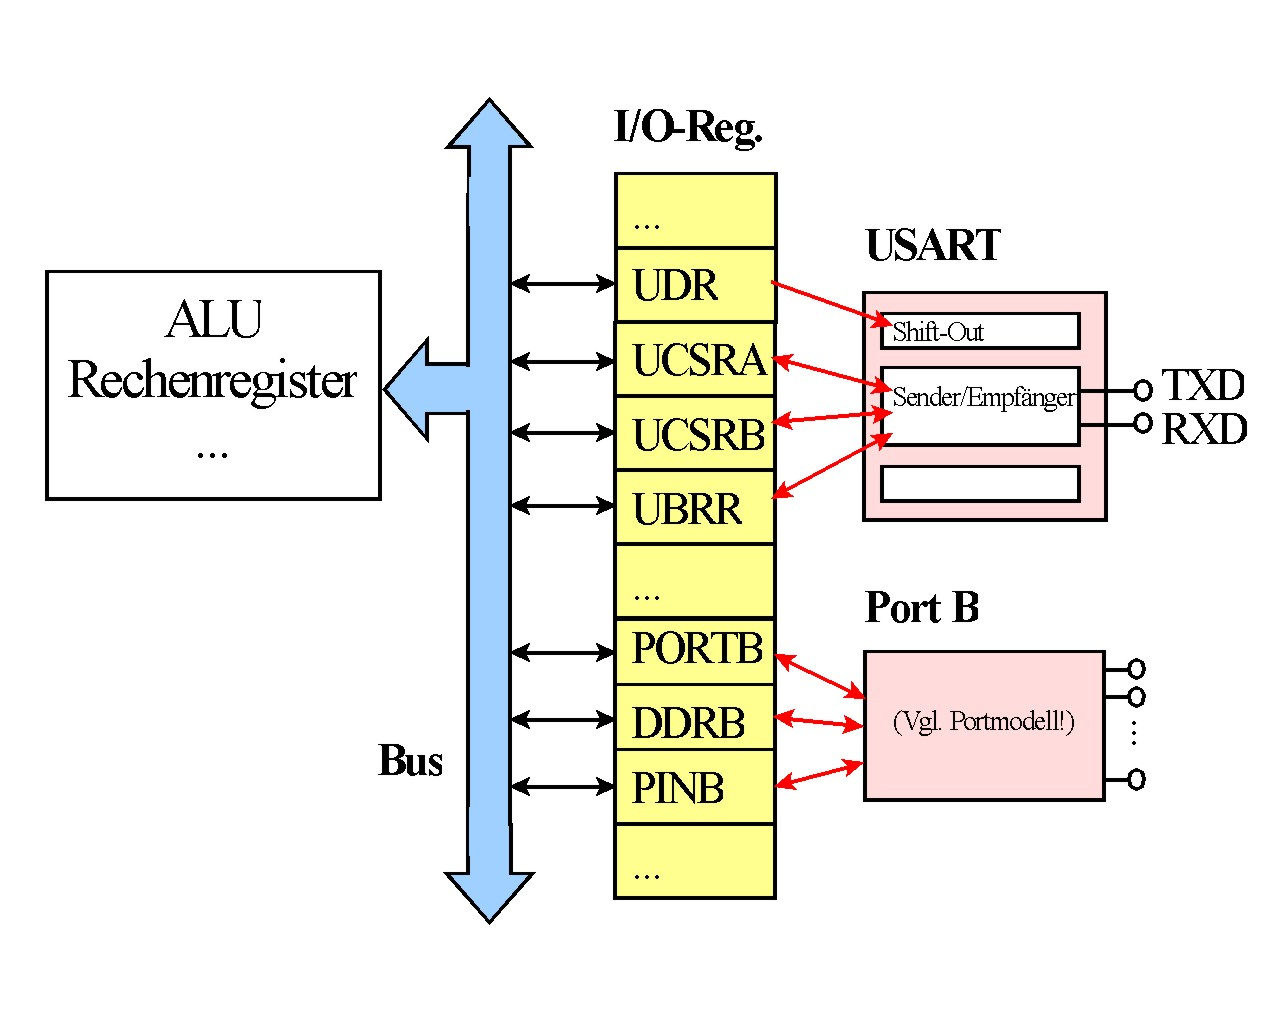 I/O-Reg.
...
UDR
UCSRA
UCSRB
UBRR
...
PORTB
DDRB
PINB
...
ALU
Rechenregister
...
Bus
USART
Shift-Out
Sender/Empfänger
TXD
RXD
Port B
(Vgl. Portmodell!)